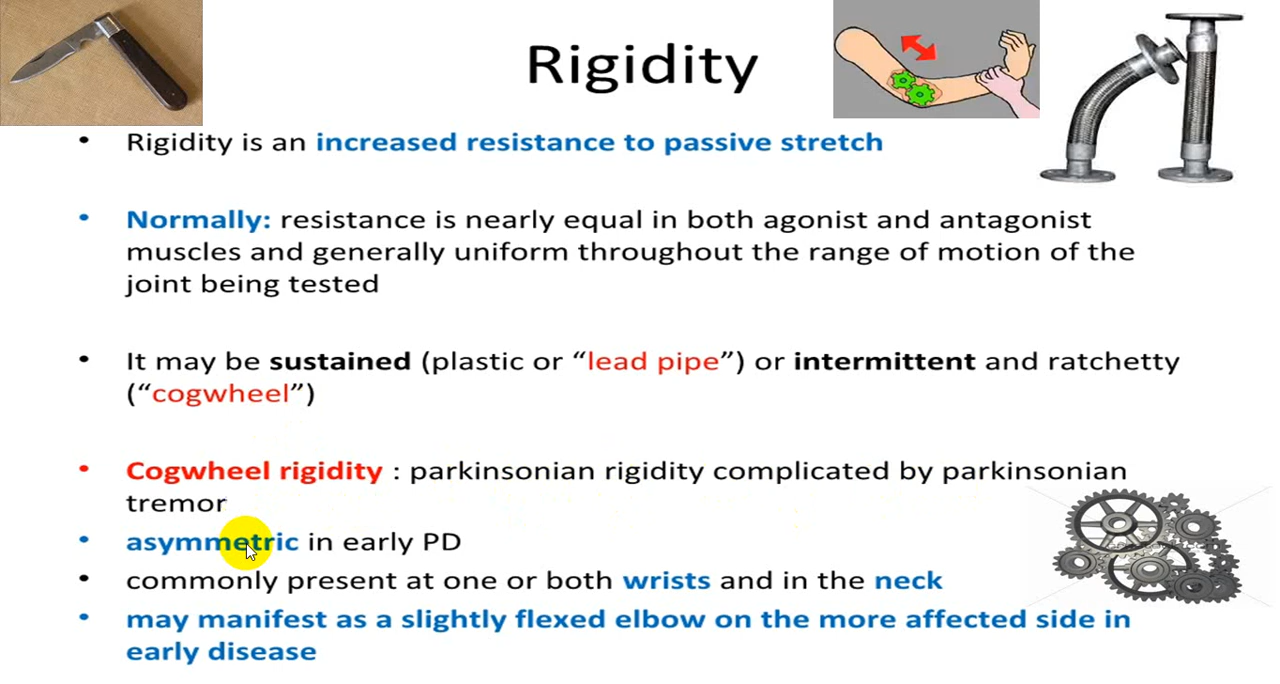 Rigidity
• Rigidity is an increased resistance to passive stretch
• Normally: resistance is nearly equal in both agonist and antagonist
muscles and generally uniform throughout the range of motion of the
joint being tested
• It may be sustained (plastic or “lead pipe”) or intermittent and ratchetty
(“cogwheel”)
• Cogwheel rigidity : parkinsonian rigidity complicated by parkinsonian
tremor
• asymmetric in early PD
• commonly present at one or both wrists and in the neck
• may manifest as a slightly flexed elbow on the more affected side in
early disease